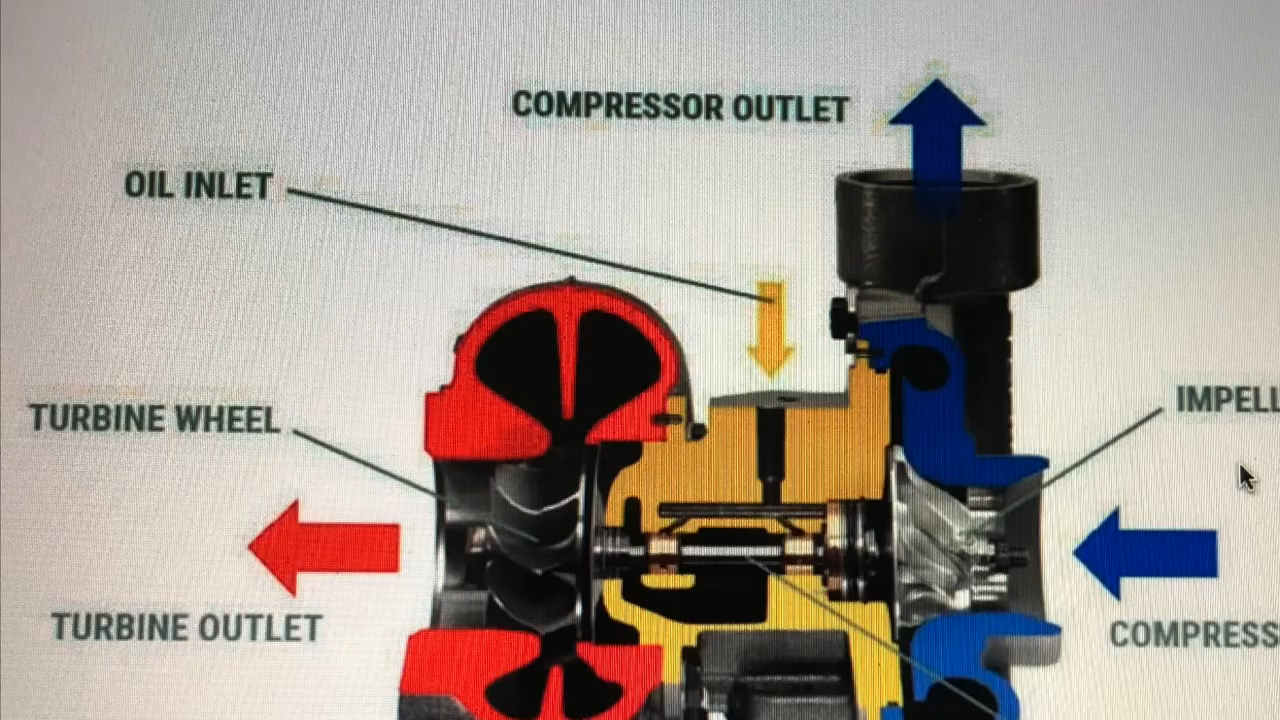 COMPRESSOR OUTLET
OIL INLET
IMPELL
TURBINE WHEEL
TURBINE OUTLET
COMPRESS